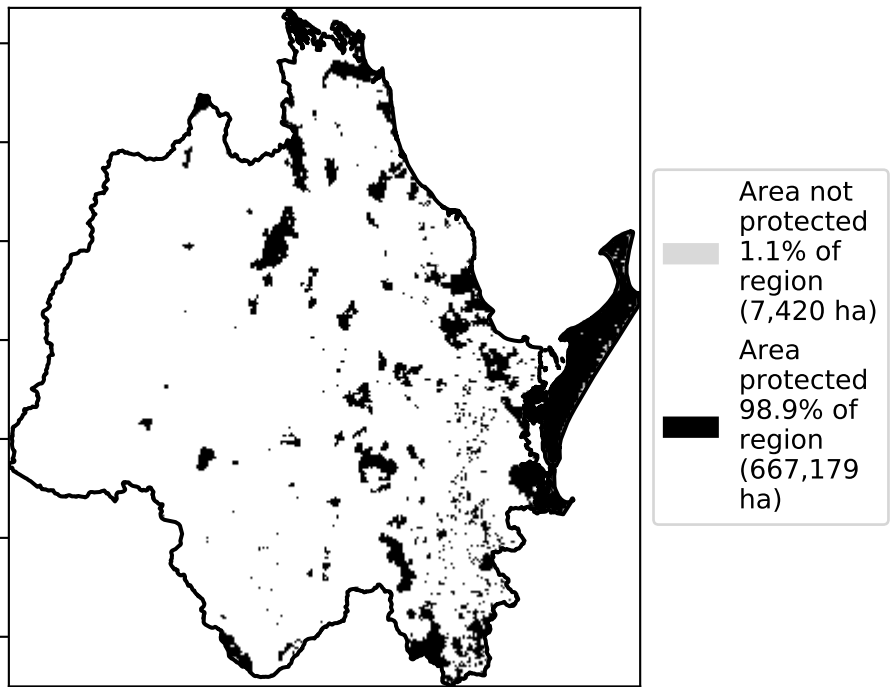 Area not
protected
1.1% of
region
(7,420 ha)
Area
protected
98.9% of
region
(667,179
ha)